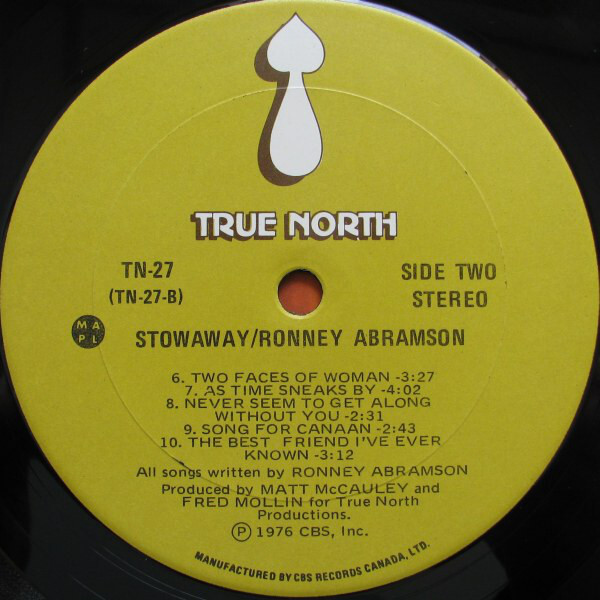 TRUE NORTH
TN-27
(TN-27-B)
SIDE TWO
STEREO
M A
P L
STOWAWAY/RONNEY ABRAMSON
6. TWO FACES OF WOMAN -3:27
7. AS TIME SNEAKS BY -4:02
8. NEVER SEEM TO GET ALONG
WITHOUT YOU -2:31
9. SONG FOR CANAAN -2:43
10. THE BEST FRIEND I'VE EVER
KNOWN -3:12
All songs written by RONNEY ABRAMSON
Produced by MATT McCAULEY and
FRED MOLLIN for True North
Productions.
Ⓟ 1976 CBS, Inc.
MANUFACTURED BY CBS RECORDS CANADA, LTD.